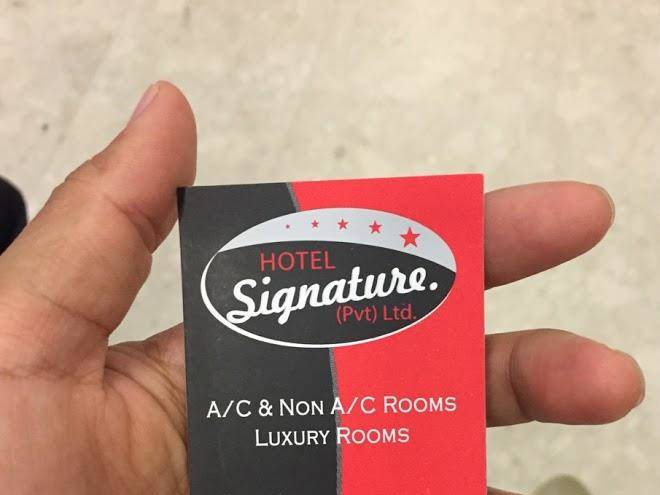 HOTEL
Signature.
(Pvt) Ltd.
A/C & NON A/C ROOMS
LUXURY ROOMS